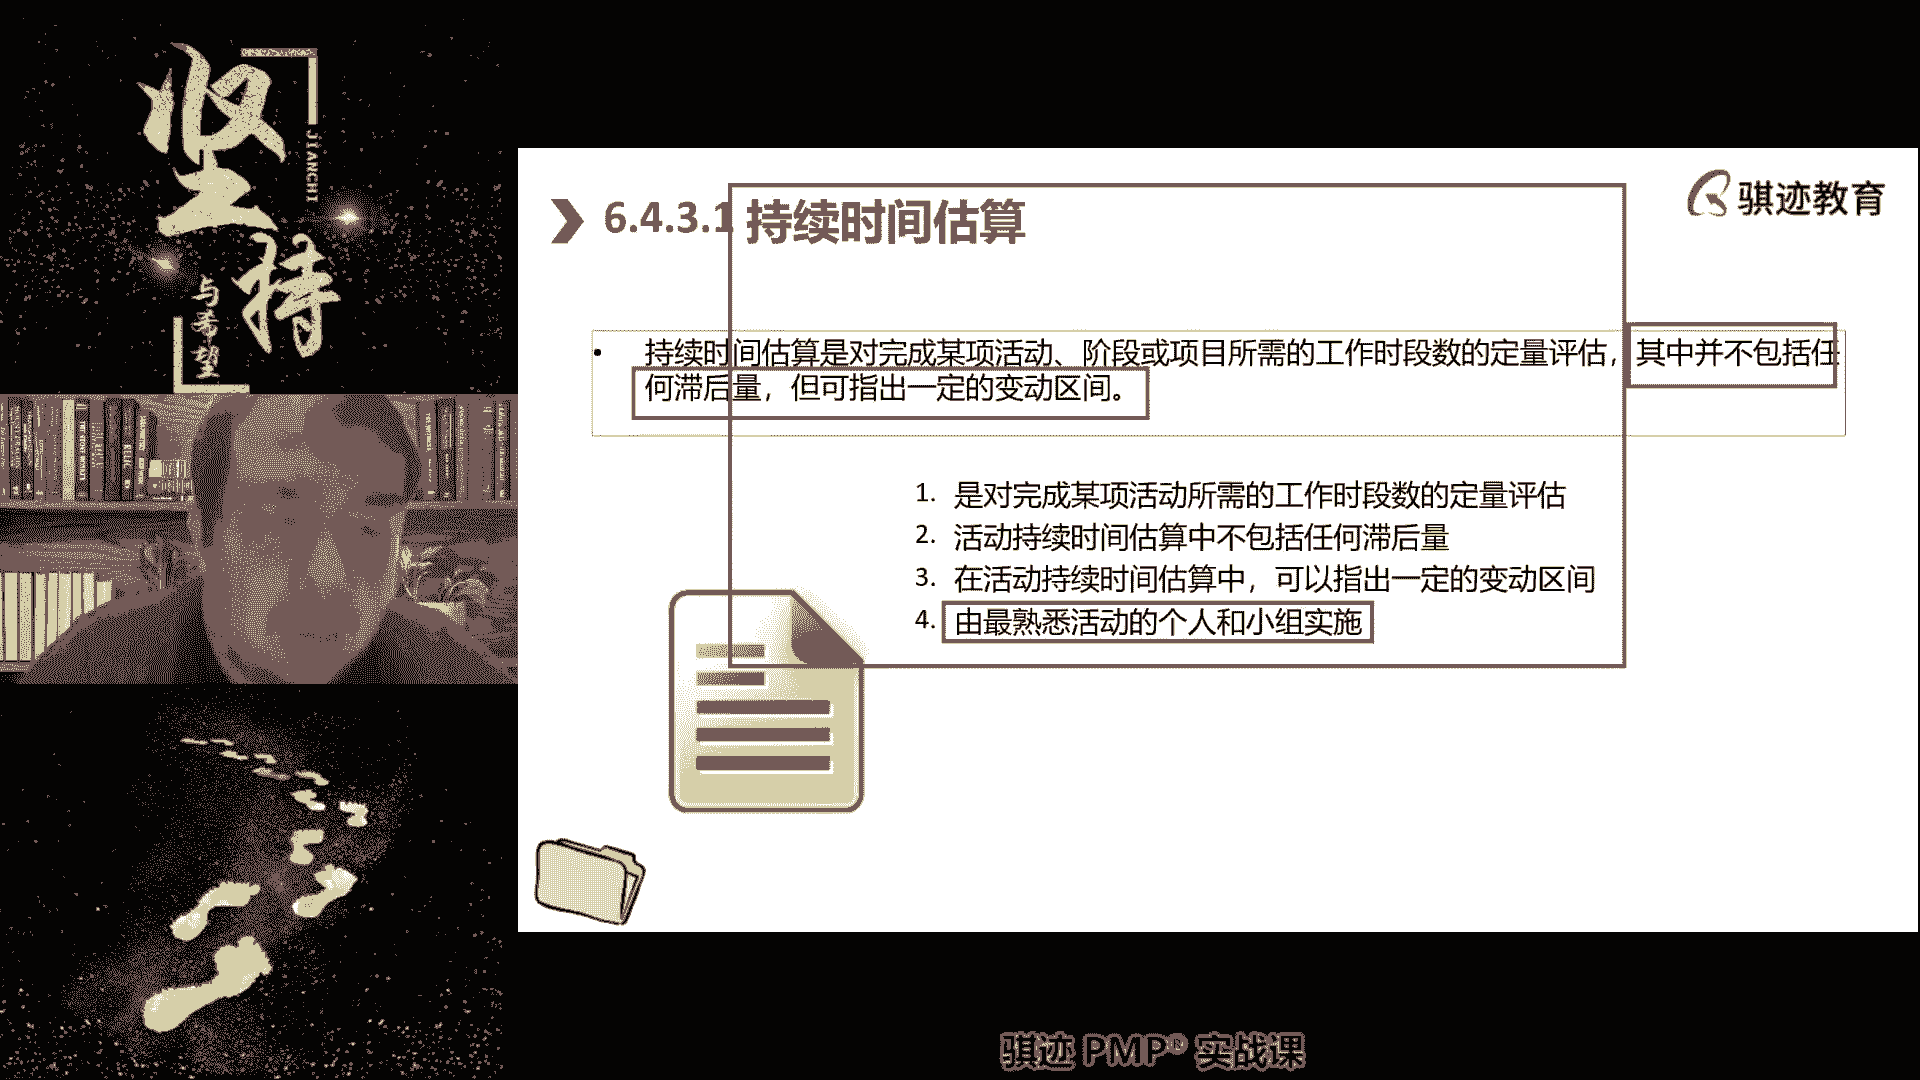 坚持
JIANCHI
与希望
骐迹教育
6.4.3.1 持续时间估算
• 持续时间估算是对完成某项活动、阶段或项目所需的工作时段数的定量评估，其中并不包括任
何滞后量，但可指出一定的变动区间。
1. 是对完成某项活动所需的工作时段数的定量评估
2. 活动持续时间估算中不包括任何滞后量
3. 在活动持续时间估算中，可以指出一定的变动区间
4. 由最熟悉活动的个人和小组实施
骐迹 PMP® 实战课